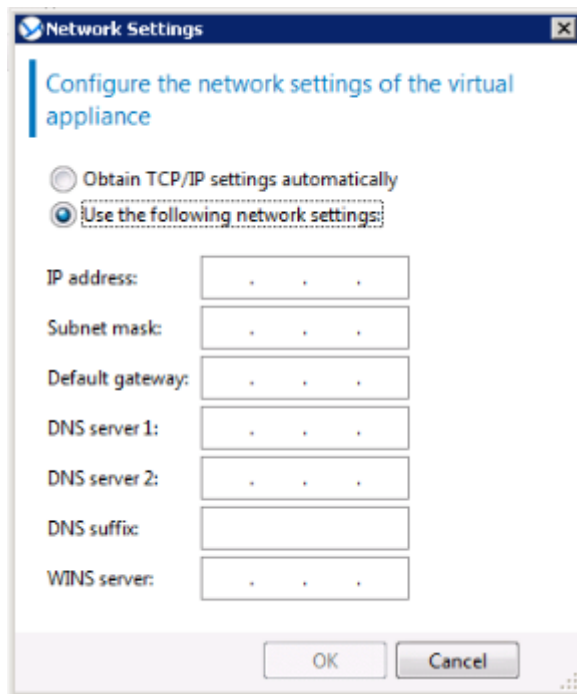 Network Settings
Configure the network settings of the virtual
appliance
Obtain TCP/IP settings automatically
Use the following network settings:
IP address:
. . .
Subnet mask:
. . .
Default gateway:
. . .
DNS server 1:
. . .
DNS server 2:
. . .
DNS suffix:
WINS server:
. . .
OK
Cancel